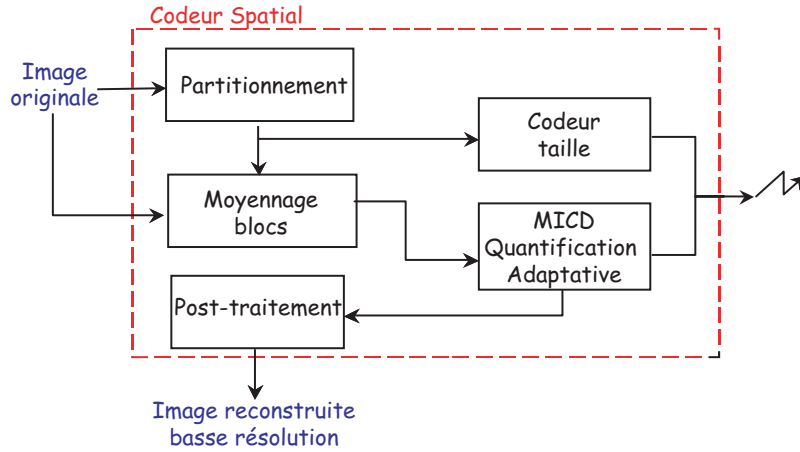 Codeur Spatial
Image
originale
Partitionnement
Codeur
taille
Moyennage
blocs
MICD
Quantification
Adaptative
Post-traitement
Image reconstruite
basse résolution